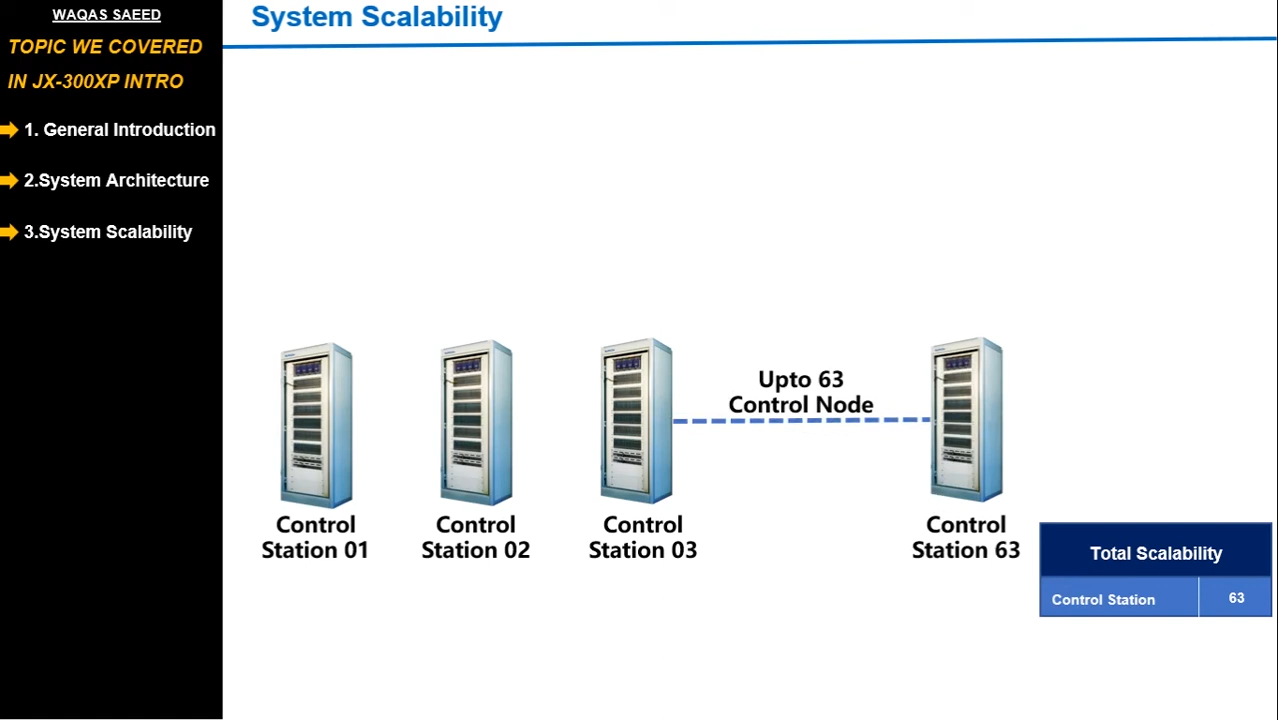 WAQAS SAEED
TOPIC WE COVERED
IN JX-300XP INTRO
1. General Introduction
2.System Architecture
3.System Scalability
System Scalability
Upto 63
Control Node
Control
Station 01
Control
Station 02
Control
Station 03
Control
Station 63
Total Scalability
Control Station 63